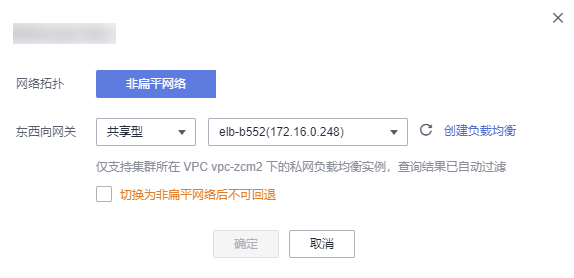 网络拓扑 非扁平网络
东西向网关 共享型 elb-b552(172.16.0.248) 创建负载均衡
仅支持集群所在 VPC vpc-zcm2 下的私网负载均衡实例，查询结果已自动过滤
切换为非扁平网络后不可回退
确定 取消